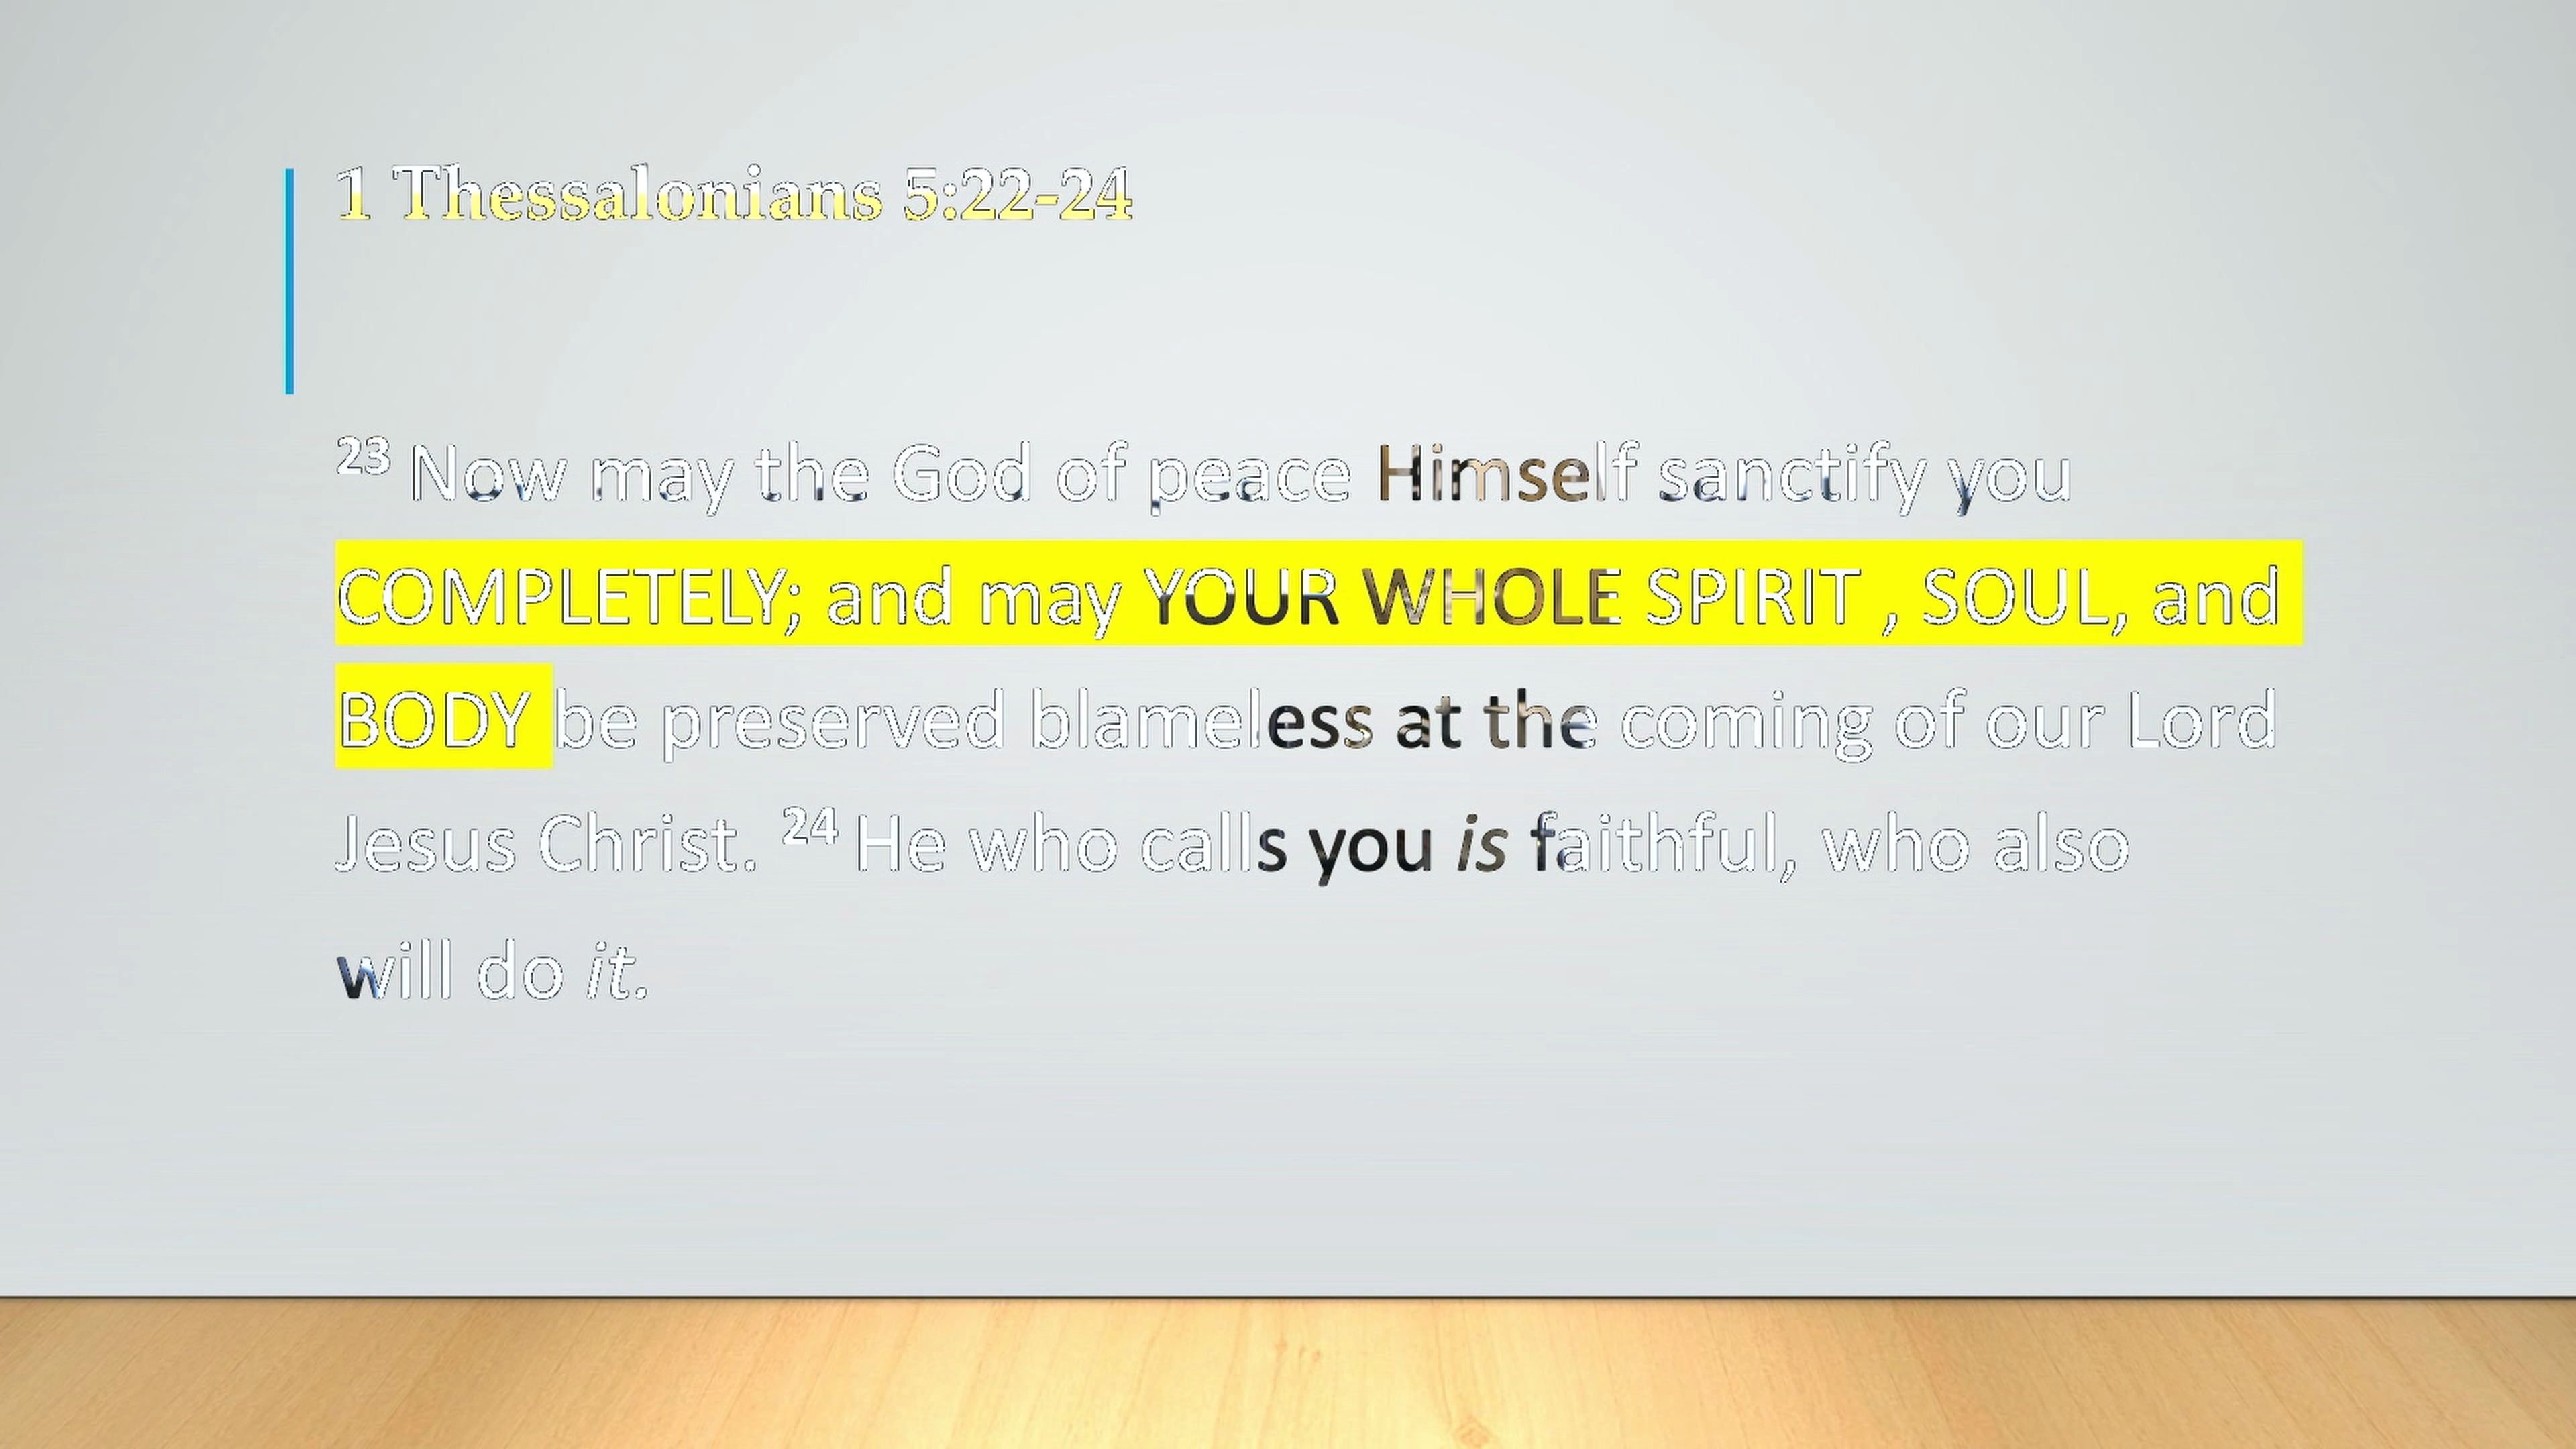 1 Thessalonians 5:22-24
23 Now may the God of peace Himself sanctify you
COMPLETELY; and may YOUR WHOLE SPIRIT , SOUL, and
BODY be preserved blameless at the coming of our Lord
Jesus Christ. 24 He who calls you is faithful, who also
will do it.